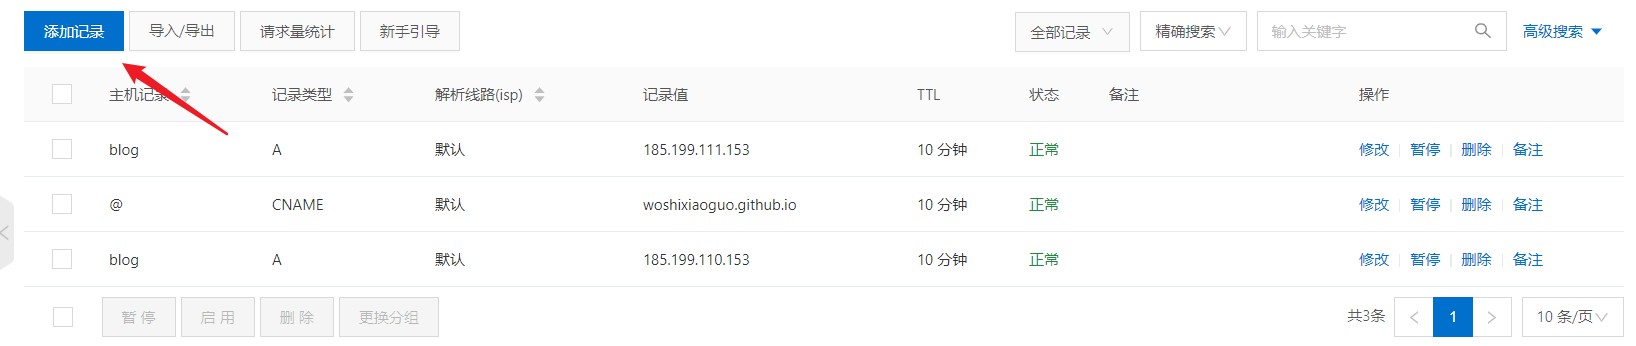 添加记录 导入/导出 请求量统计 新手引导 全部记录 精确搜索 输入关键字 高级搜索
主机记录 记录类型 解析线路(isp) 记录值 TTL 状态 备注 操作
blog A 默认 185.199.111.153 10 分钟 正常 修改 暂停 删除 备注
@ CNAME 默认 woshixiaoguo.github.io 10 分钟 正常 修改 暂停 删除 备注
blog A 默认 185.199.110.153 10 分钟 正常 修改 暂停 删除 备注
暂 停 启 用 删 除 更换分组 共3条 1 10 条/页